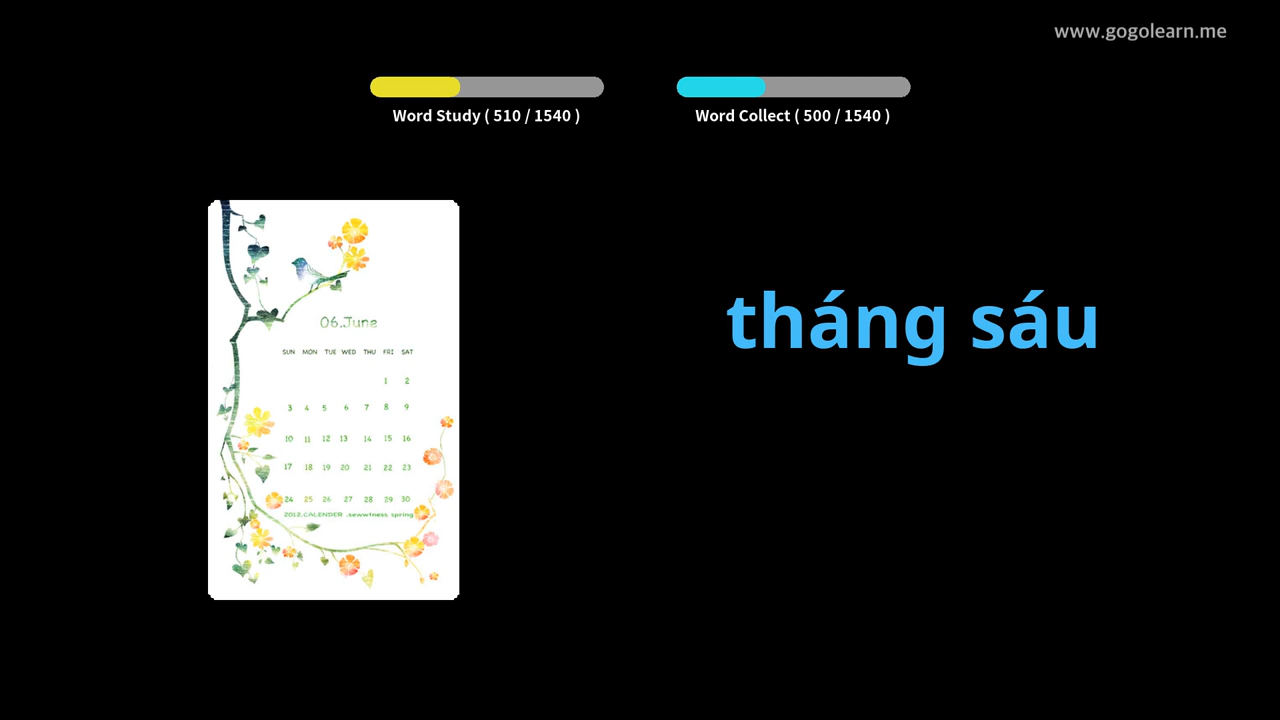 www.gogolearn.me
Word Study ( 510 / 1540 )
Word Collect ( 500 / 1540 )
tháng sáu
06.June
SUN MON TUE WED THU FRI SAT
1 2
3 4 5 6 7 8 9
10 11 12 13 14 15 16
17 18 19 20 21 22 23
24 25 26 27 28 29 30
2012.CALENDER .sewwtness spring